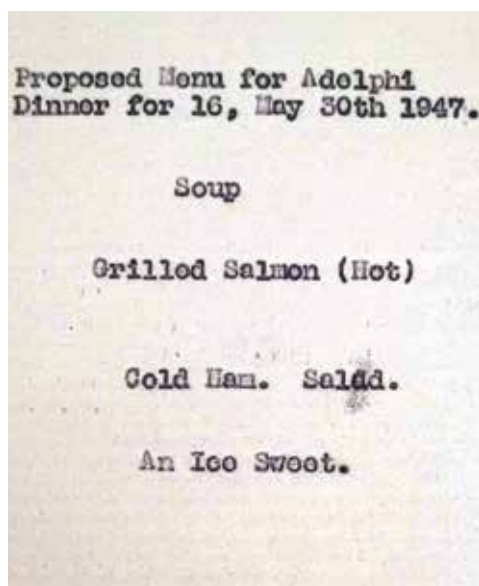 Proposed Menu for Adelphi
Dinner for 16, May 30th 1947.
Soup
Grilled Salmon (Hot)
Cold Ham. Salad.
An Ice Sweet.